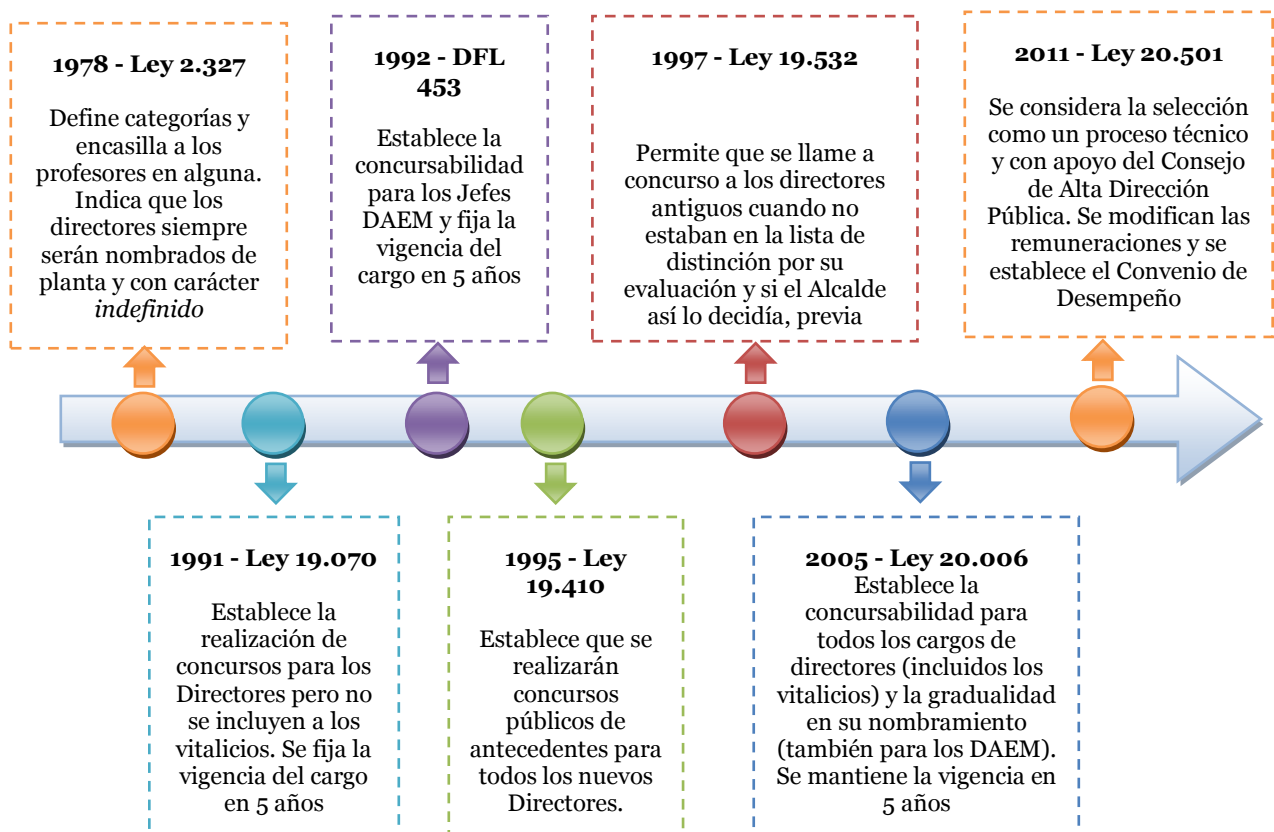 1978 - Ley 2.327
Define categorías y
encasilla a los
profesores en alguna.
Indica que los
directores siempre
serán nombrados de
planta y con carácter
indefinido
1992 - DFL
453
Establece la
concursabilidad
para los Jefes
DAEM y fija la
vigencia del
cargo en 5 años
1997 - Ley 19.532
Permite que se llame a
concurso a los directores
antiguos cuando no
estaban en la lista de
distinción por su
evaluación y si el Alcalde
así lo decidía, previa
2011 - Ley 20.501
Se considera la selección
como un proceso técnico
y con apoyo del Consejo
de Alta Dirección
Pública. Se modifican las
remuneraciones y se
establece el Convenio de
Desempeño
1991 - Ley 19.070
Establece la
realización de
concursos para los
Directores pero no
se incluyen a los
vitalicios. Se fija la
vigencia del cargo
en 5 años
1995 - Ley
19.410
Establece que se
realizarán
concursos
públicos de
antecedentes para
todos los nuevos
Directores.
2005 - Ley 20.006
Establece la
concursabilidad para
todos los cargos de
directores (incluidos los
vitalicios) y la gradualidad
en su nombramiento
(también para los DAEM).
Se mantiene la vigencia en
5 años